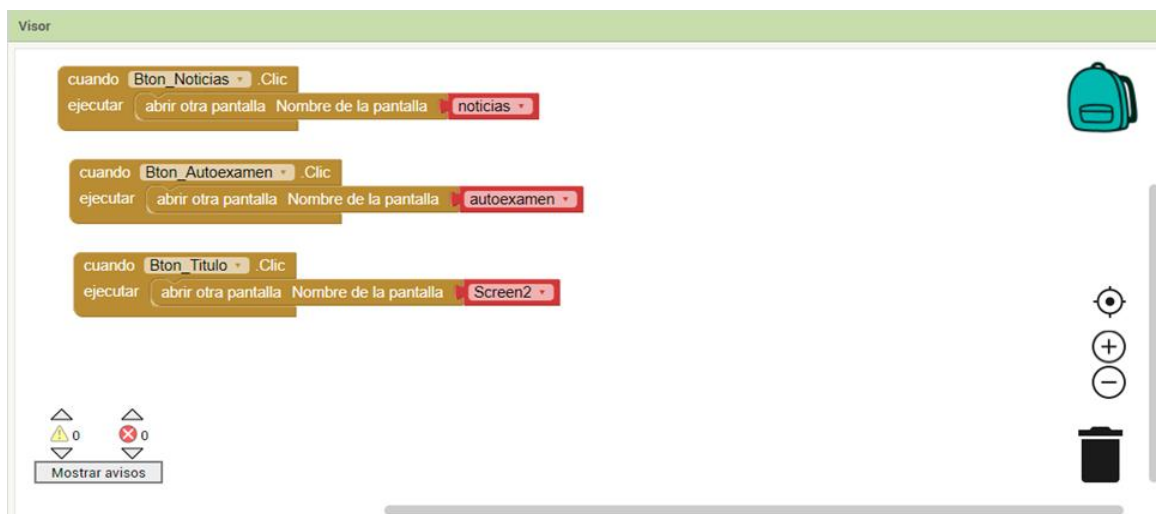 Visor
cuando Bton_Noticias .Clic
ejecutar abrir otra pantalla Nombre de la pantalla noticias
cuando Bton_Autoexamen .Clic
ejecutar abrir otra pantalla Nombre de la pantalla autoexamen
cuando Bton_Titulo .Clic
ejecutar abrir otra pantalla Nombre de la pantalla Screen2
0 0
Mostrar avisos